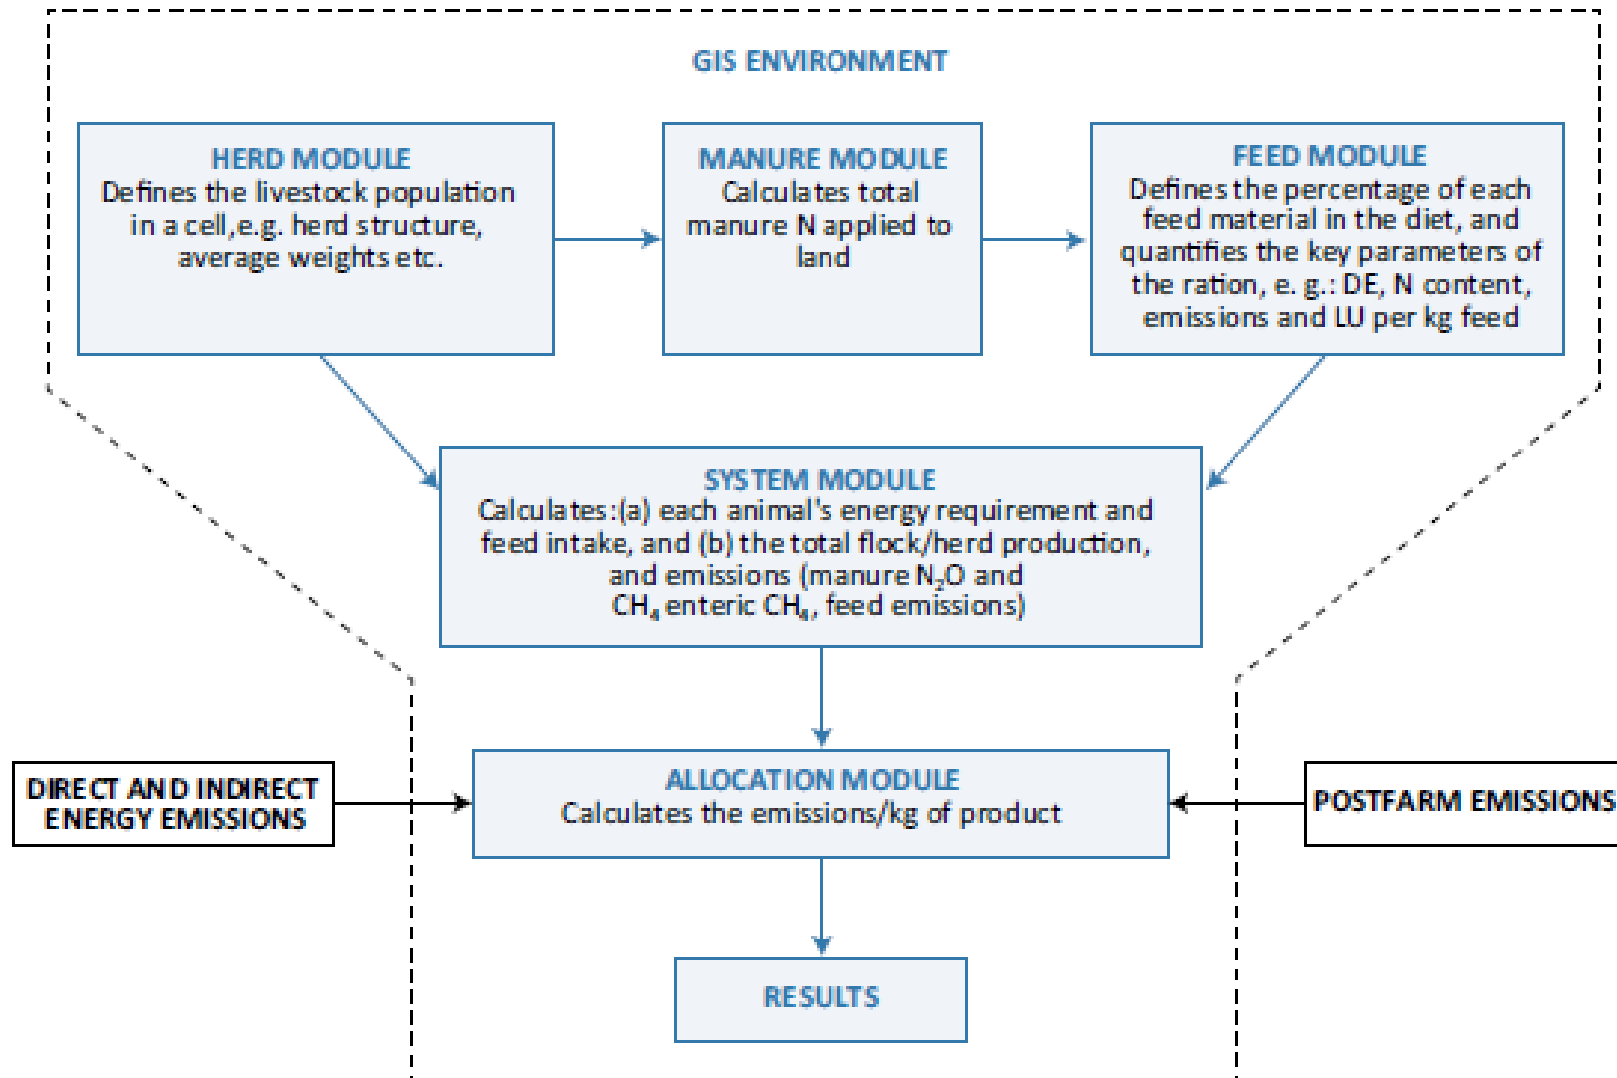 GIS ENVIRONMENT
HERD MODULE
Defines the livestock population
in a cell,e.g. herd structure,
average weights etc.
MANURE MODULE
Calculates total
manure N applied to
land
FEED MODULE
Defines the percentage of each
feed material in the diet, and
quantifies the key parameters of
the ration, e. g.: DE, N content,
emissions and LU per kg feed
SYSTEM MODULE
Calculates:(a) each animal's energy requirement and
feed intake, and (b) the total flock/herd production,
and emissions (manure N₂O and
CH₄ enteric CH₄, feed emissions)
DIRECT AND INDIRECT
ENERGY EMISSIONS
ALLOCATION MODULE
Calculates the emissions/kg of product
POSTFARM EMISSIONS
RESULTS